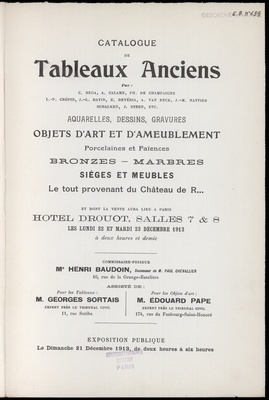 CATALOGUE
DE
Tableaux Anciens
Par :
C. BEGA, A. CALAME, PH. DE CHAMPAGNE
L.-P. CRÉPIN, J.-L. DAVID, E. DEVÉRIA, A. VAN DYCK, J.-M. NATTIER
SCHALKEN, J. STEEN, ETC.
AQUARELLES, DESSINS, GRAVURES
OBJETS D'ART ET D'AMEUBLEMENT
Porcelaines et Faïences
BRONZES – MARBRES
SIÈGES ET MEUBLES
Le tout provenant du Château de R...
ET DONT LA VENTE AURA LIEU A PARIS
HOTEL DROUOT, SALLES 7 & 8
LES LUNDI 22 ET MARDI 23 DÉCEMBRE 1913
à deux heures et demie
COMMISSAIRE-PRISEUR
Me HENRI BAUDOIN, Successeur de M. PAUL CHEVALLIER
10, rue de la Grange-Batelière
ASSISTÉ DE :
Pour les Tableaux :
M. GEORGES SORTAIS
EXPERT PRÈS LE TRIBUNAL CIVIL
11, rue Scribe
Pour les Objets d'art :
M. ÉDOUARD PAPE
EXPERT PRÈS LE TRIBUNAL CIVIL
174, rue du Faubourg-Saint-Honoré
EXPOSITION PUBLIQUE
Le Dimanche 21 Décembre 1913, de deux heures à six heures